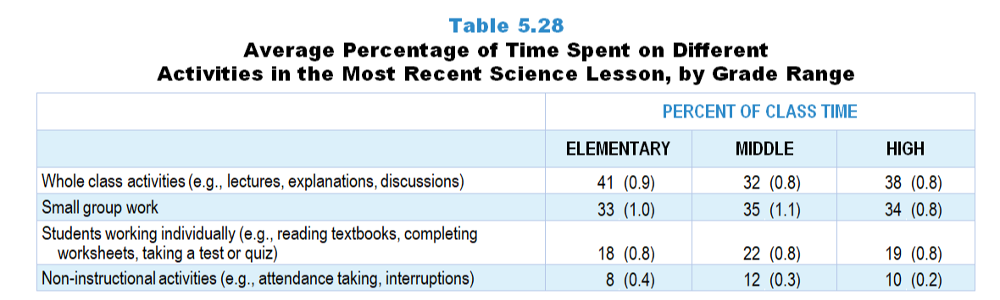 Table 5.28
Average Percentage of Time Spent on Different
Activities in the Most Recent Science Lesson, by Grade Range
PERCENT OF CLASS TIME
ELEMENTARY MIDDLE HIGH
Whole class activities (e.g., lectures, explanations, discussions) 41 (0.9) 32 (0.8) 38 (0.8)
Small group work 33 (1.0) 35 (1.1) 34 (0.8)
Students working individually (e.g., reading textbooks, completing
worksheets, taking a test or quiz) 18 (0.8) 22 (0.8) 19 (0.8)
Non-instructional activities (e.g., attendance taking, interruptions) 8 (0.4) 12 (0.3) 10 (0.2)